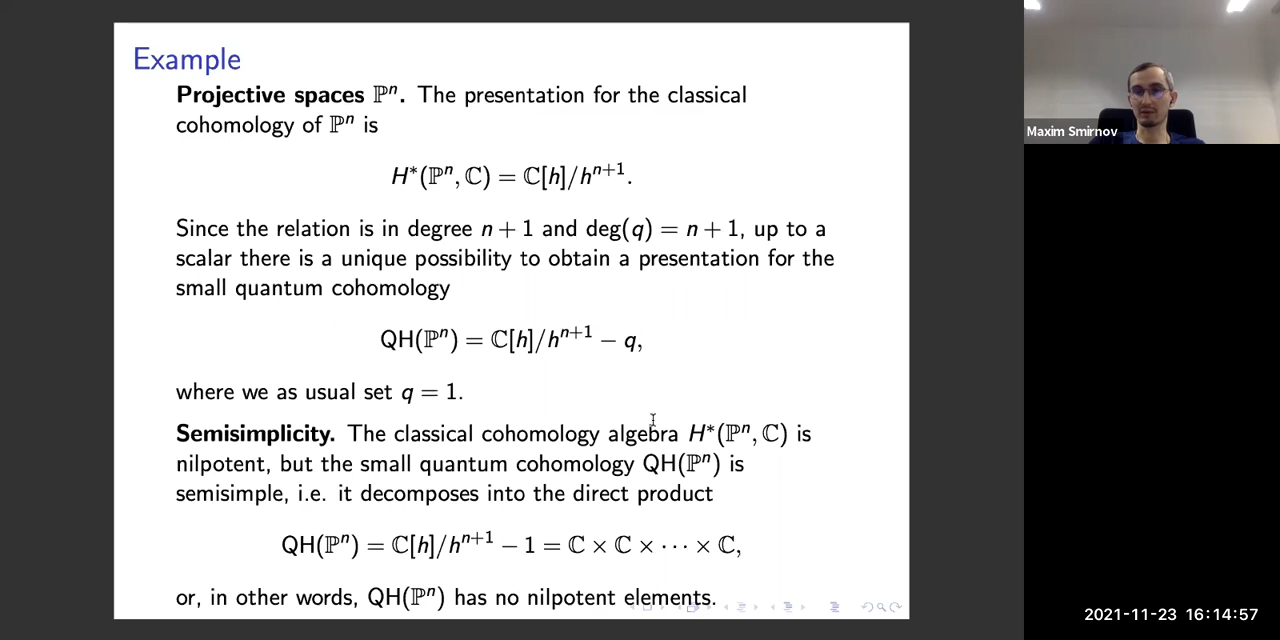 Example
Projective spaces ℙⁿ. The presentation for the classical
cohomology of ℙⁿ is
H*(ℙⁿ, ℂ) = ℂ[h]/hⁿ⁺¹.
Since the relation is in degree n + 1 and deg(q) = n + 1, up to a
scalar there is a unique possibility to obtain a presentation for the
small quantum cohomology
QH(ℙⁿ) = ℂ[h]/hⁿ⁺¹ − q,
where we as usual set q = 1.
Semisimplicity. The classical cohomology algebra H*(ℙⁿ, ℂ) is
nilpotent, but the small quantum cohomology QH(ℙⁿ) is
semisimple, i.e. it decomposes into the direct product
QH(ℙⁿ) = ℂ[h]/hⁿ⁺¹ − 1 = ℂ × ℂ × ⋯ × ℂ,
or, in other words, QH(ℙⁿ) has no nilpotent elements.
Maxim Smirnov
2021-11-23 16:14:57